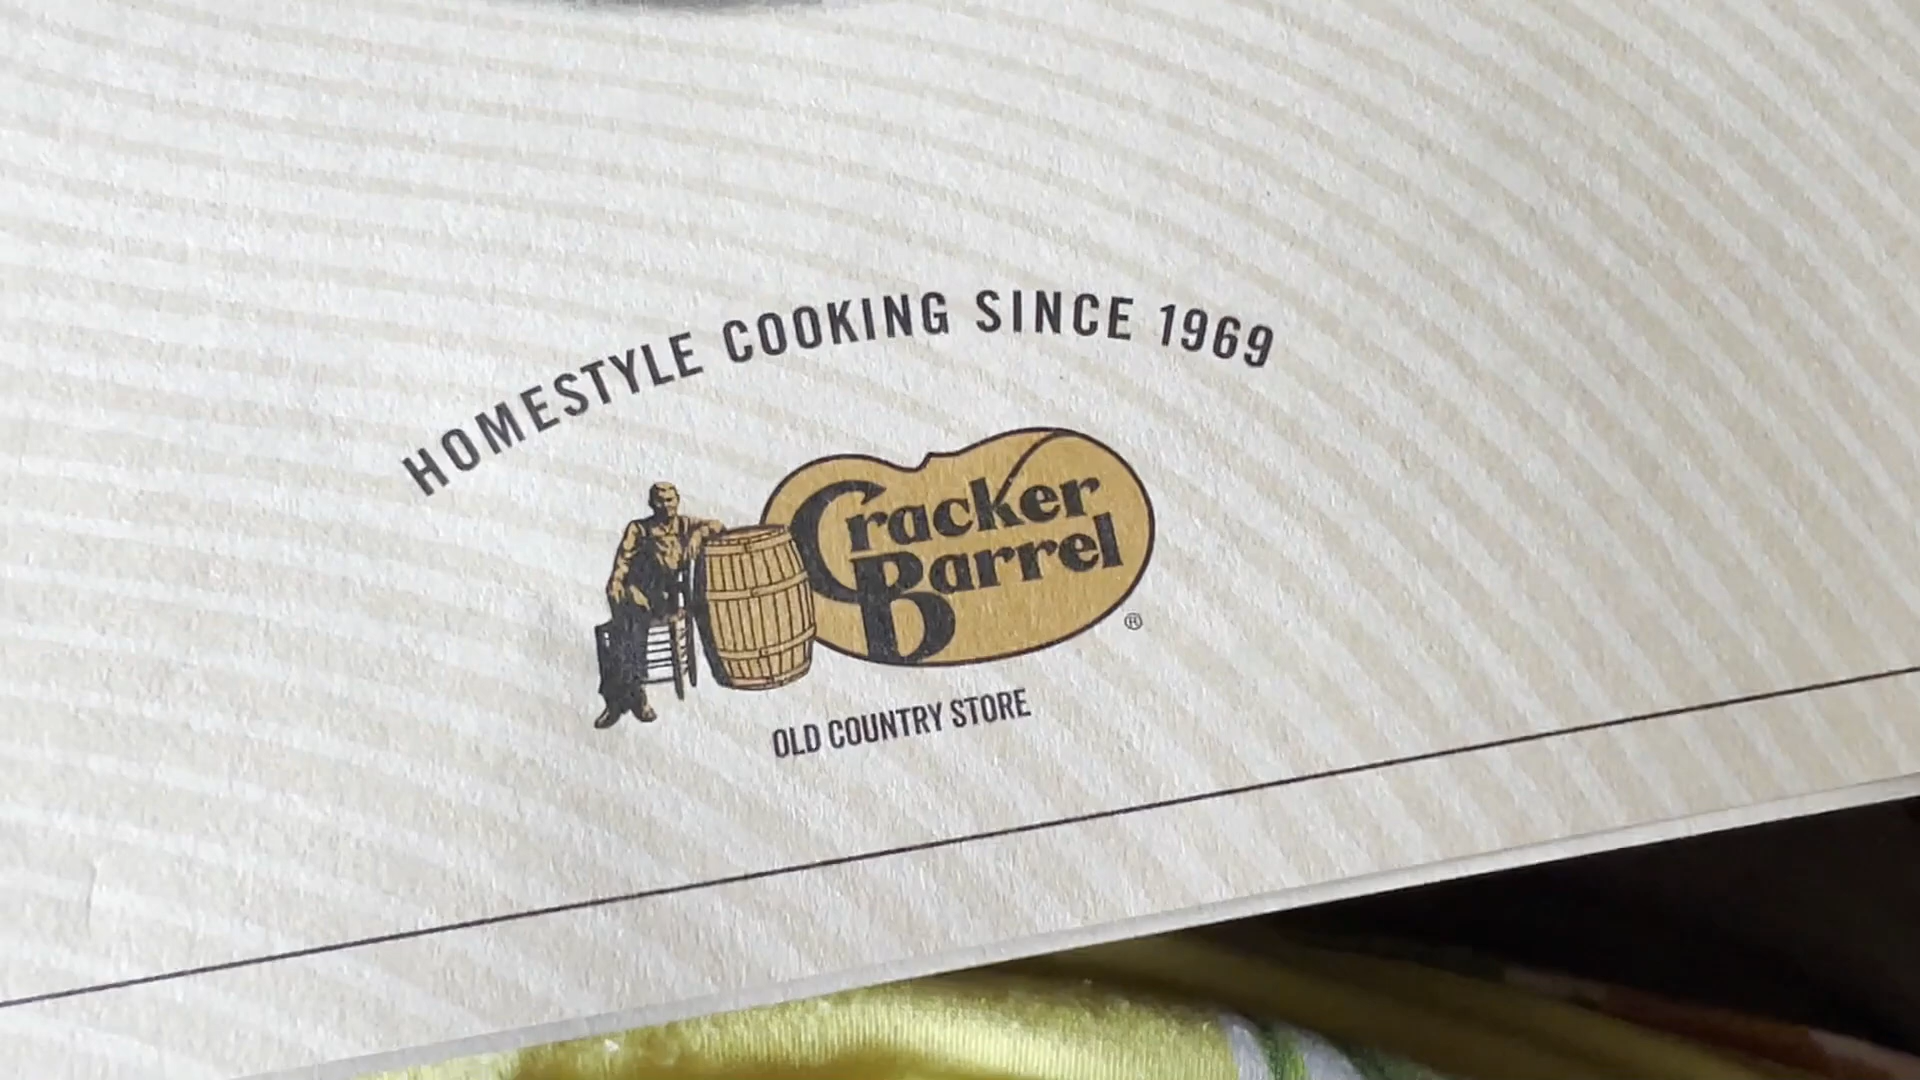 HOMESTYLE COOKING SINCE 1969
Cracker
Barrel
®
OLD COUNTRY STORE